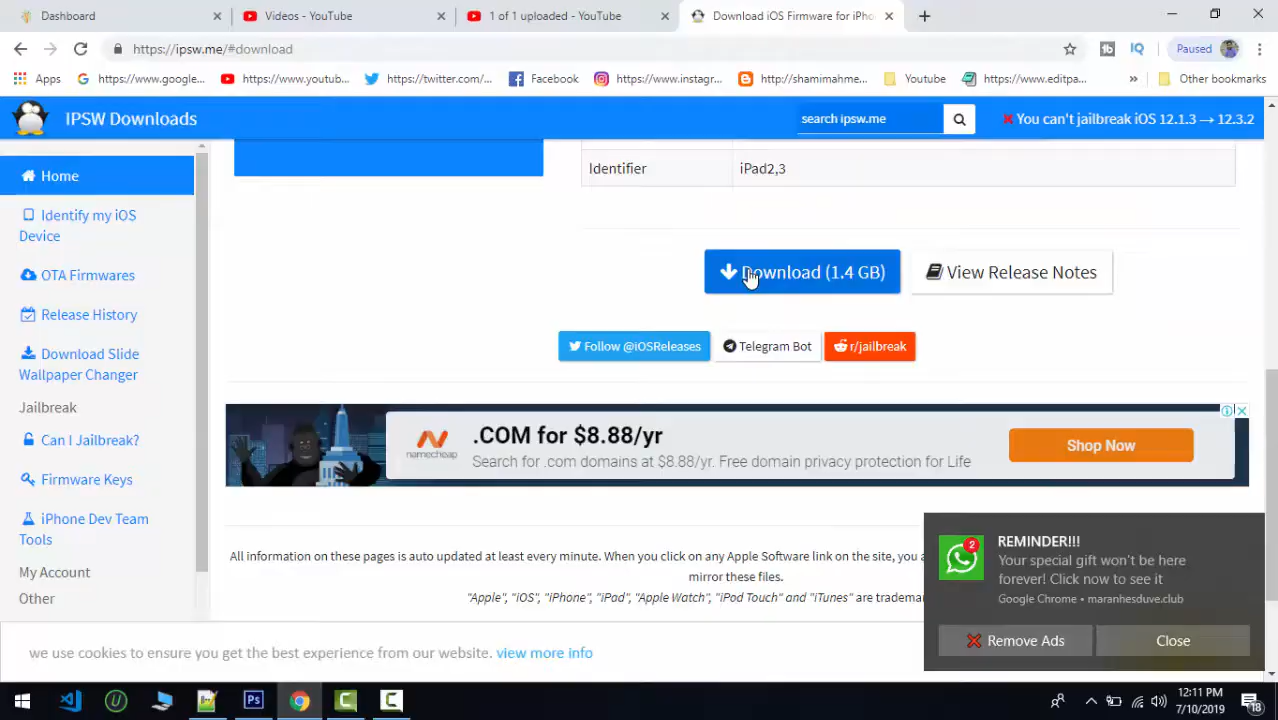 Dashboard
Videos - YouTube
1 of 1 uploaded - YouTube
Download iOS Firmware for iPho
https://ipsw.me/#download
Paused
Apps
https://www.google...
https://www.youtub...
https://twitter.com/...
Facebook
https://www.instagr...
http://shamimahme...
Youtube
https://www.editpa...
Other bookmarks
IPSW Downloads
search ipsw.me
You can't jailbreak iOS 12.1.3 → 12.3.2
Home
Identify my iOS
Device
OTA Firmwares
Release History
Download Slide
Wallpaper Changer
Jailbreak
Can I Jailbreak?
Firmware Keys
iPhone Dev Team
Tools
My Account
Other
Identifier
iPad2,3
Download (1.4 GB)
View Release Notes
Follow @iOSReleases
Telegram Bot
r/jailbreak
namecheap
.COM for $8.88/yr
Search for .com domains at $8.88/yr. Free domain privacy protection for Life
Shop Now
All information on these pages is auto updated at least every minute. When you click on any Apple Software link on the site, you a
mirror these files.
"Apple", "iOS", "iPhone", "iPad", "Apple Watch", "iPod Touch" and "iTunes" are tradema
we use cookies to ensure you get the best experience from our website. view more info
2
REMINDER!!!
Your special gift won't be here
forever! Click now to see it
Google Chrome • maranhesduve.club
Remove Ads
Close
Ps
12:11 PM
7/10/2019
18